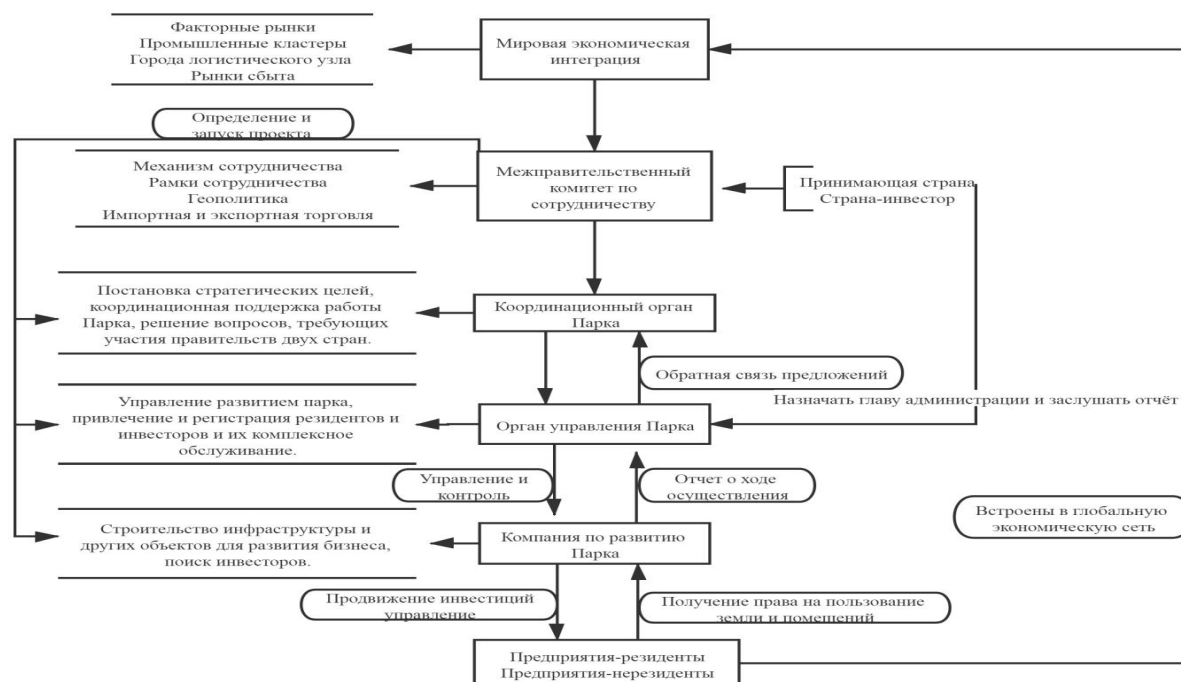 Факторные рынки
Промышленные кластеры
Города логистического узла
Рынки сбыта
Мировая экономическая
интеграция
Определение и
запуск проекта
Механизм сотрудничества
Рамки сотрудничества
Геополитика
Импортная и экспортная торговля
Межправительственный
комитет по
сотрудничеству
Принимающая страна
Страна-инвестор
Постановка стратегических целей,
координационная поддержка работы
Парка, решение вопросов, требующих
участия правительств двух стран.
Координационный орган
Парка
Обратная связь предложений
Назначать главу администрации и заслушать отчёт
Управление развитием парка,
привлечение и регистрация резидентов и
инвесторов и их комплексное
обслуживание.
Орган управления Парка
Управление и
контроль
Отчет о ходе
осуществления
Встроены в глобальную
экономическую сеть
Строительство инфраструктуры и
других объектов для развития бизнеса,
поиск инвесторов.
Компания по развитию
Парка
Продвижение инвестиций
управление
Получение права на пользование
земли и помещений
Предприятия-резиденты
Предприятия-нерезиденты